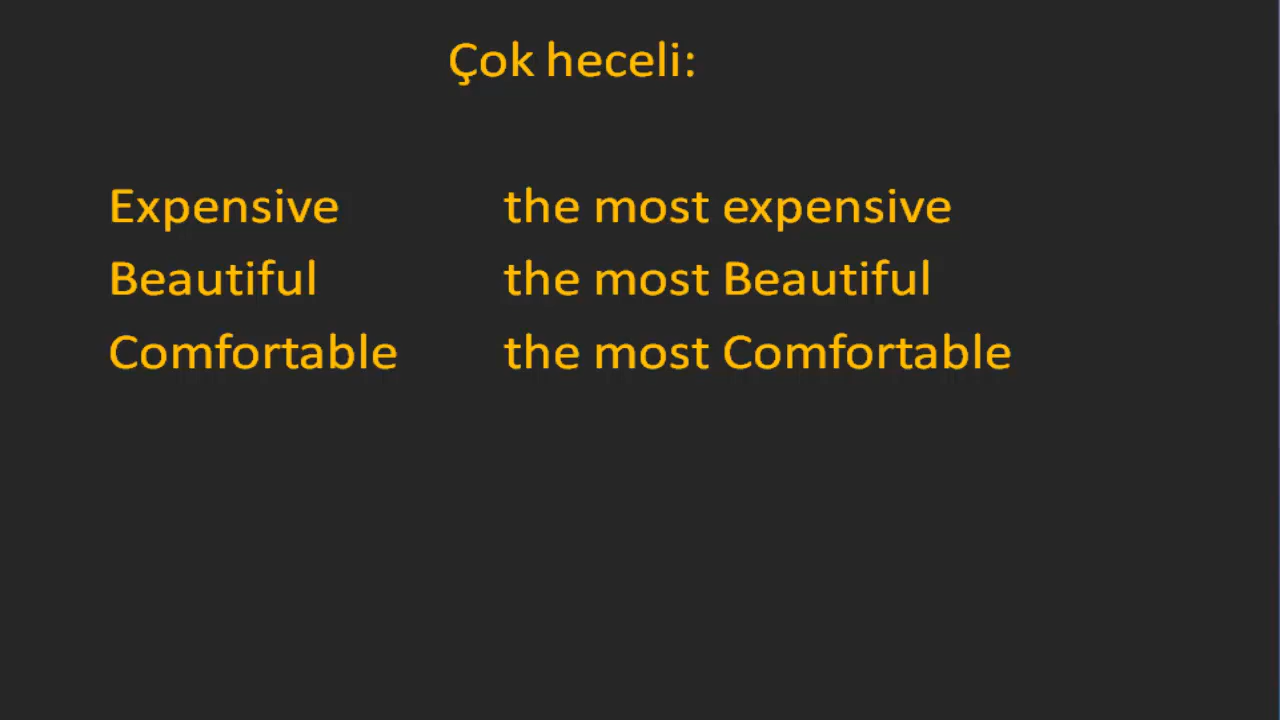 Çok heceli:
Expensive the most expensive
Beautiful the most Beautiful
Comfortable the most Comfortable